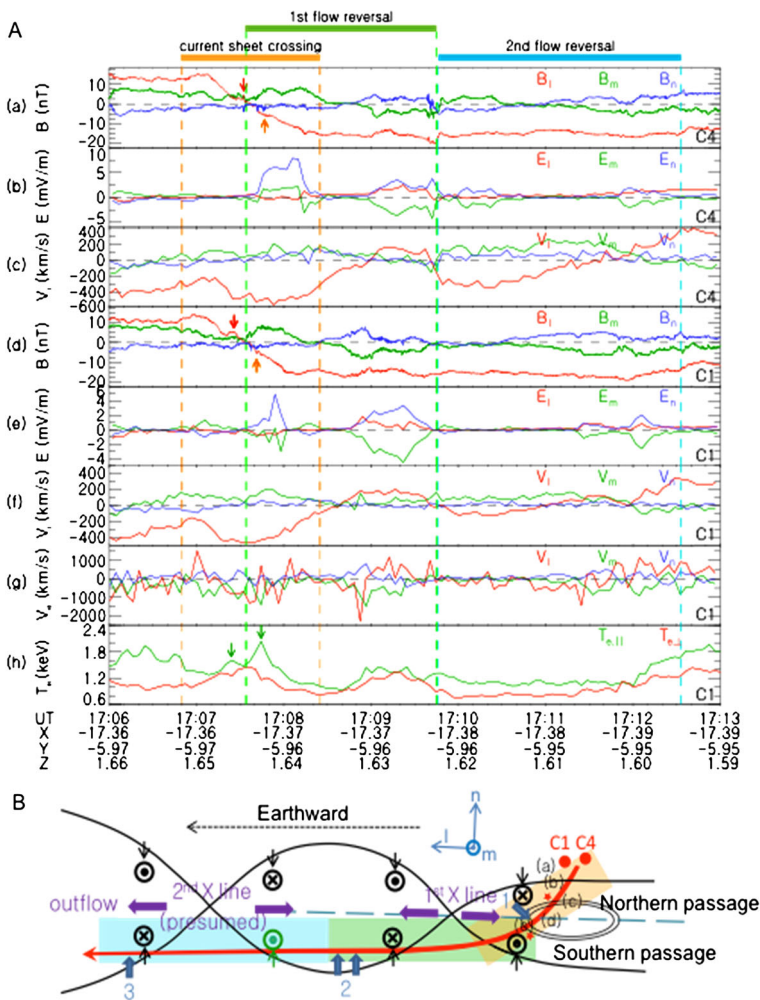 A
1st flow reversal
current sheet crossing
2nd flow reversal
(a)
B (nT)
10
0
-10
-20
Bl
Bm
Bn
C4
(b)
E (mV/m)
10
5
0
-5
El
Em
En
C4
(c)
Vi (km/s)
400
200
0
-200
-400
-600
Vl
Vm
Vn
C4
(d)
B (nT)
10
0
-10
-20
Bl
Bm
Bn
C1
(e)
E (mV/m)
6
4
2
0
-2
-4
El
Em
En
C1
(f)
Vi (km/s)
400
200
0
-200
-400
Vl
Vm
Vn
C1
(g)
Ve (km/s)
1000
0
-1000
-2000
Vl
Vm
Vn
C1
(h)
Te (keV)
2.4
1.8
1.2
0.6
Te,||
Te,⊥
C1
UT 17:06 17:07 17:08 17:09 17:10 17:11 17:12 17:13
X -17.36 -17.36 -17.37 -17.37 -17.38 -17.38 -17.39 -17.39
Y -5.97 -5.97 -5.96 -5.96 -5.96 -5.95 -5.95 -5.95
Z 1.66 1.65 1.64 1.63 1.62 1.61 1.60 1.59
B
Earthward
n
l
m
C1 C4
(a)
(b)
(c)
(d)
2nd X line
(presumed)
outflow
1st X line
1
Northern passage
Southern passage
3
2